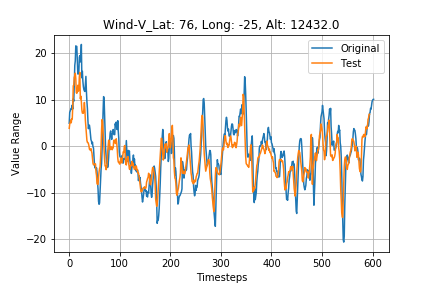 Wind-V_Lat: 76, Long: -25, Alt: 12432.0
Original
Test
Value Range
20
10
0
−10
−20
0 100 200 300 400 500 600
Timesteps